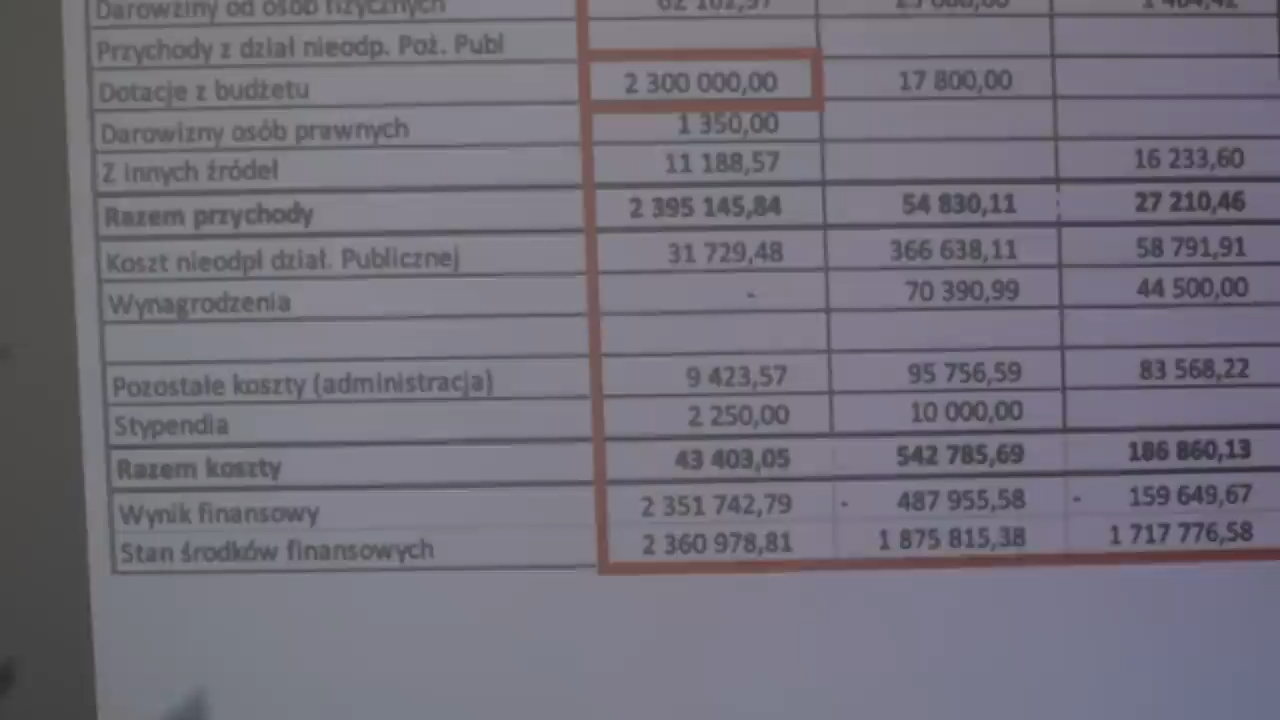 Darowizny od osób fizycznych
Przychody z dział nieodp. Poż. Publ
Dotacje z budżetu 2 300 000,00 17 800,00
Darowizny osób prawnych 1 350,00
Z innych źródeł 11 188,57 16 233,60
Razem przychody 2 395 145,84 54 830,11 27 210,46
Koszt nieodpł dział. Publicznej 31 729,48 366 638,11 58 791,91
Wynagrodzenia - 70 390,99 44 500,00
Pozostałe koszty (administracja) 9 423,57 95 756,59 83 568,22
Stypendia 2 250,00 10 000,00
Razem koszty 43 403,05 542 785,69 186 860,13
Wynik finansowy 2 351 742,79 - 487 955,58 - 159 649,67
Stan środków finansowych 2 360 978,81 1 875 815,38 1 717 776,58